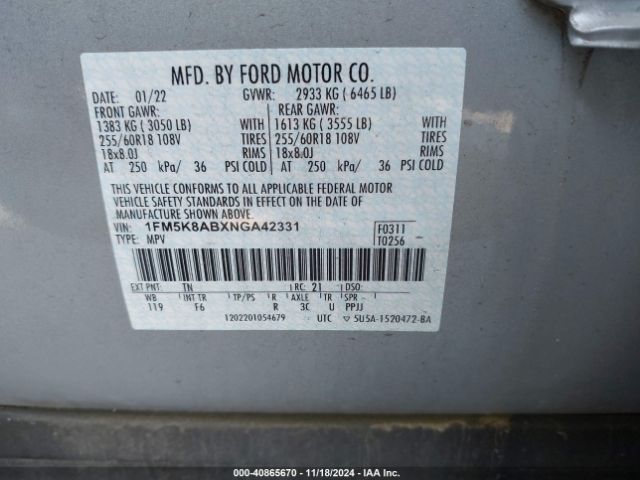 MFD. BY FORD MOTOR CO.
DATE: 01/22 GVWR: 2933 KG ( 6465 LB)
FRONT GAWR: REAR GAWR:
1383 KG ( 3050 LB) WITH 1613 KG ( 3555 LB) WITH
255/60R18 108V TIRES 255/60R18 108V TIRES
18x8.0J RIMS 18x8.0J RIMS
AT 250 kPa/ 36 PSI COLD AT 250 kPa/ 36 PSI COLD
THIS VEHICLE CONFORMS TO ALL APPLICABLE FEDERAL MOTOR
VEHICLE SAFETY STANDARDS IN EFFECT ON THE DATE OF
MANUFACTURE SHOWN ABOVE.
VIN: 1FM5K8ABXNGA42331 F0311
TYPE: MPV T0256
EXT PNT: TN RC: 21 DSO:
WB INT TR TP/PS R AXLE TR SPR
119 F6 R 3C U PPJJ
1202201054679 UTC ▽ 5U5A-1520472-BA
000-40865670 | 11/18/2024 | IAA Inc.